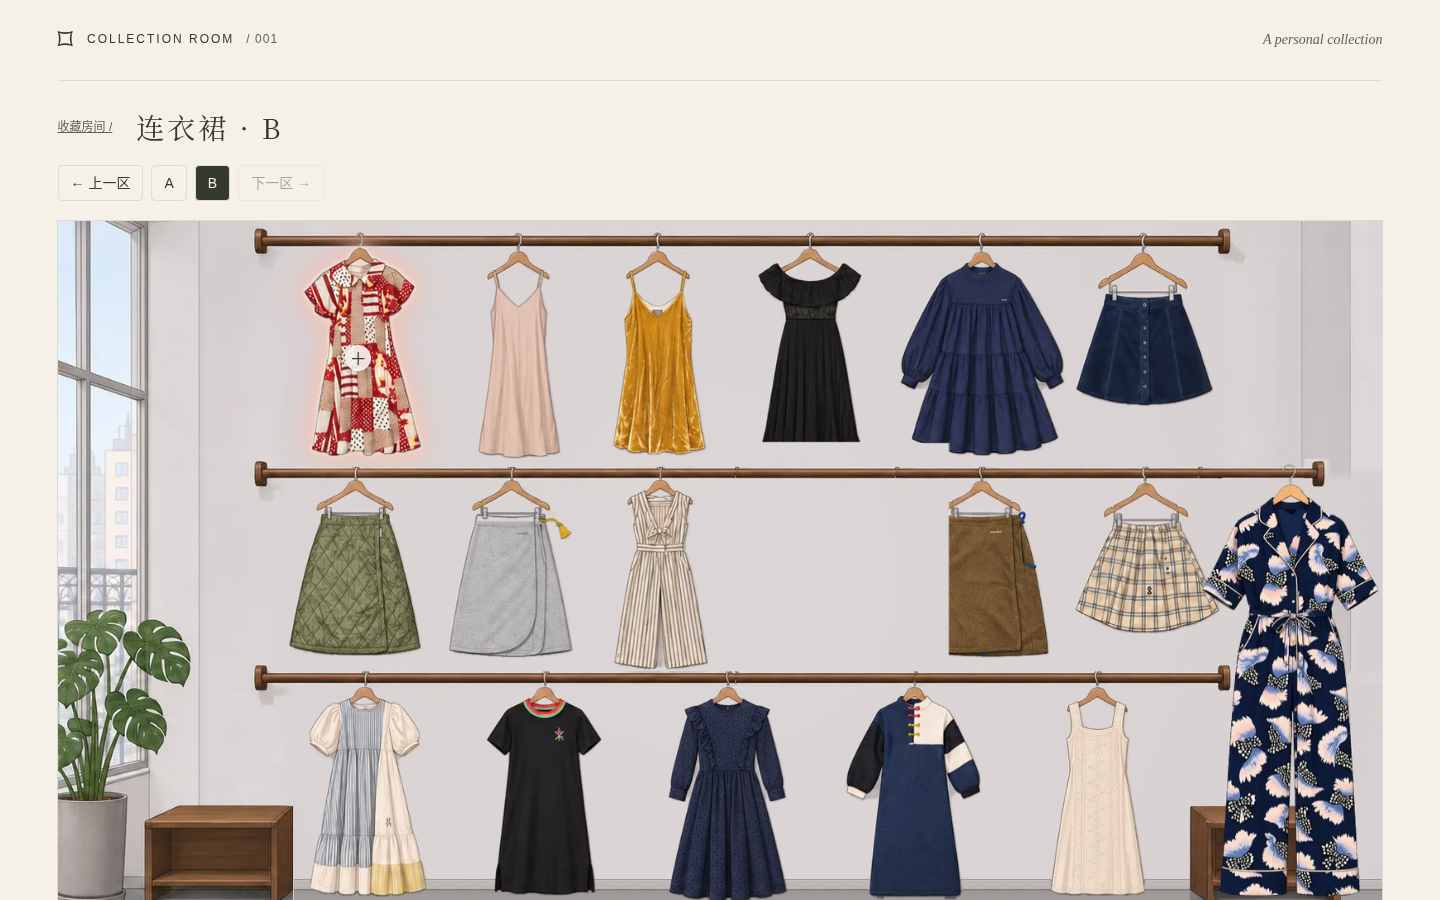 COLLECTION ROOM / 001
A personal collection
收藏房间 /
连衣裙 · B
← 上一区
A
B
下一区 →